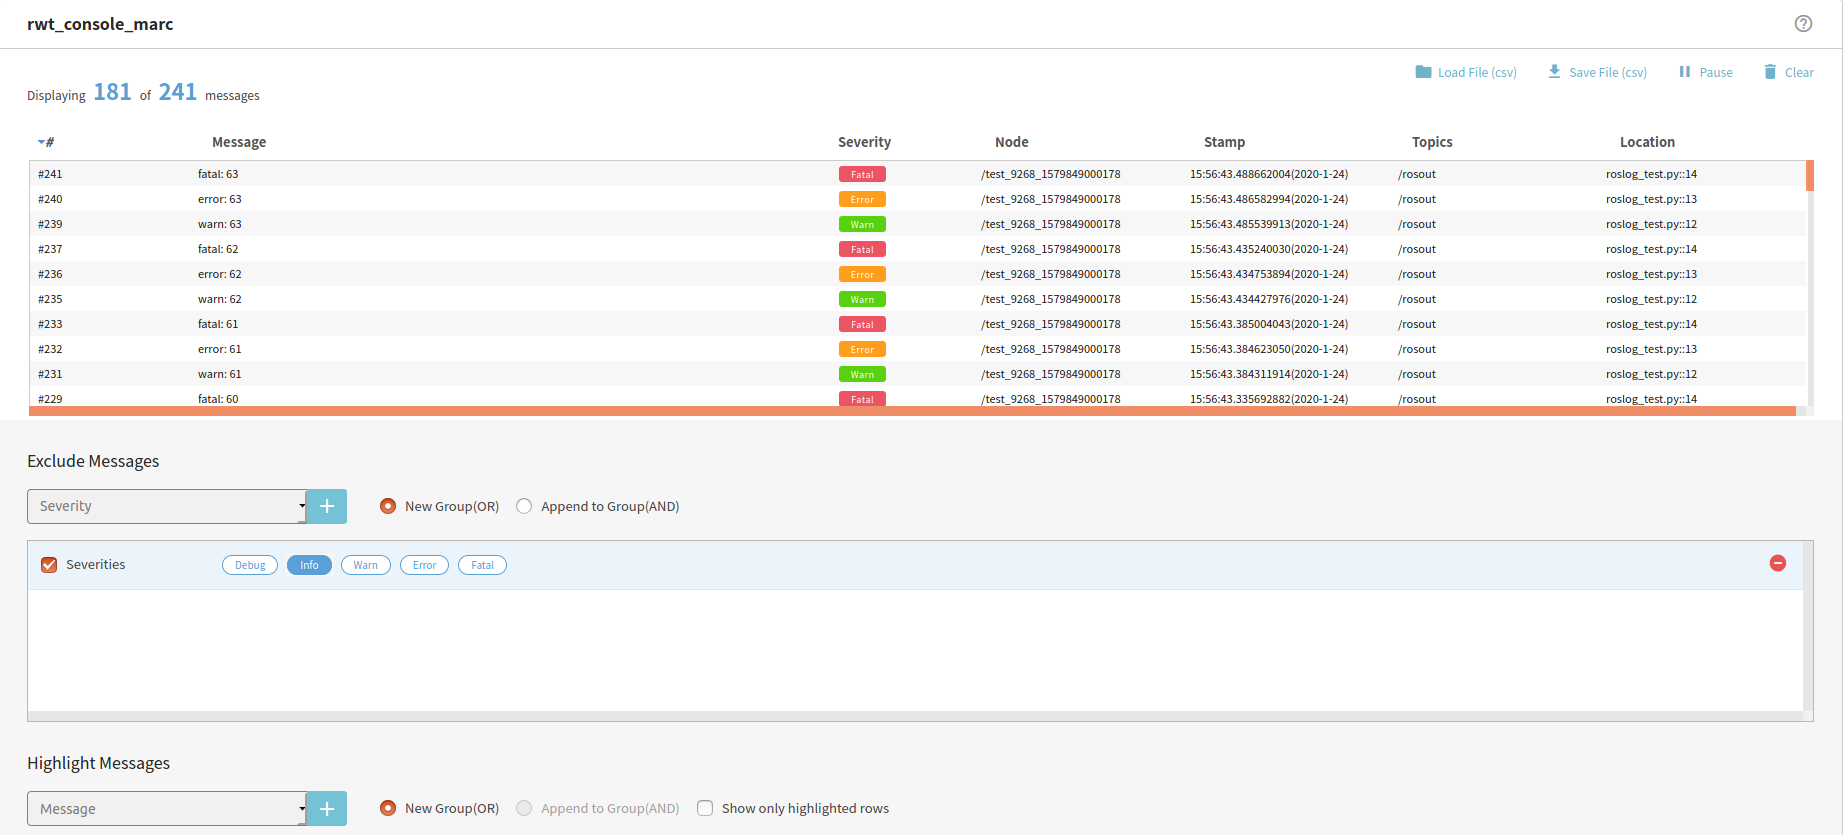 rwt_console_marc
Load File (csv) Save File (csv) Pause Clear
Displaying 181 of 241 messages
# Message Severity Node Stamp Topics Location
#241 fatal: 63 Fatal /test_9268_1579849000178 15:56:43.488662004(2020-1-24) /rosout roslog_test.py::14
#240 error: 63 Error /test_9268_1579849000178 15:56:43.486582994(2020-1-24) /rosout roslog_test.py::13
#239 warn: 63 Warn /test_9268_1579849000178 15:56:43.485539913(2020-1-24) /rosout roslog_test.py::12
#237 fatal: 62 Fatal /test_9268_1579849000178 15:56:43.435240030(2020-1-24) /rosout roslog_test.py::14
#236 error: 62 Error /test_9268_1579849000178 15:56:43.434753894(2020-1-24) /rosout roslog_test.py::13
#235 warn: 62 Warn /test_9268_1579849000178 15:56:43.434427976(2020-1-24) /rosout roslog_test.py::12
#233 fatal: 61 Fatal /test_9268_1579849000178 15:56:43.385004043(2020-1-24) /rosout roslog_test.py::14
#232 error: 61 Error /test_9268_1579849000178 15:56:43.384623050(2020-1-24) /rosout roslog_test.py::13
#231 warn: 61 Warn /test_9268_1579849000178 15:56:43.384311914(2020-1-24) /rosout roslog_test.py::12
#229 fatal: 60 Fatal /test_9268_1579849000178 15:56:43.335692882(2020-1-24) /rosout roslog_test.py::14
Exclude Messages
Severity + New Group(OR) Append to Group(AND)
Severities Debug Info Warn Error Fatal
Highlight Messages
Message + New Group(OR) Append to Group(AND) Show only highlighted rows